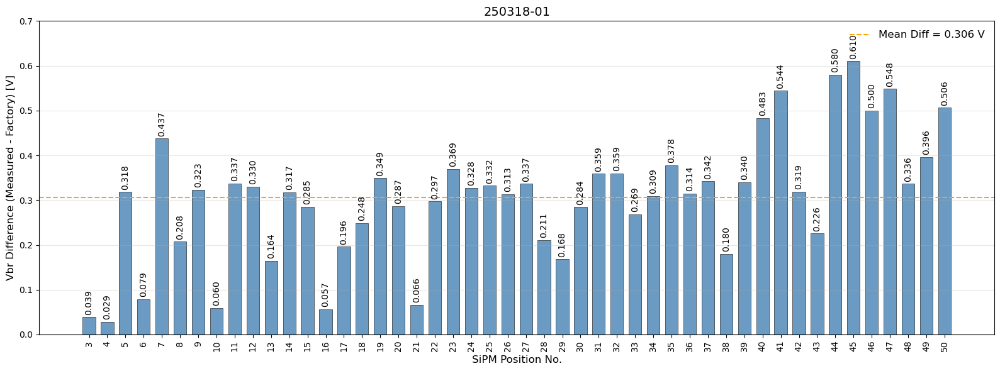 250318-01
Mean Diff = 0.306 V
Vbr Difference (Measured - Factory) [V]
0.7
0.6
0.5
0.4
0.3
0.2
0.1
0.0
0.039 0.029 0.318 0.079 0.437 0.208 0.323 0.060 0.337 0.330 0.164 0.317 0.285 0.057 0.196 0.248 0.349 0.287 0.066 0.297 0.369 0.328 0.332 0.313 0.337 0.211 0.168 0.284 0.359 0.359 0.269 0.309 0.378 0.314 0.342 0.180 0.340 0.483 0.544 0.319 0.226 0.580 0.610 0.500 0.548 0.336 0.396 0.506
3 4 5 6 7 8 9 10 11 12 13 14 15 16 17 18 19 20 21 22 23 24 25 26 27 28 29 30 31 32 33 34 35 36 37 38 39 40 41 42 43 44 45 46 47 48 49 50
SiPM Position No.